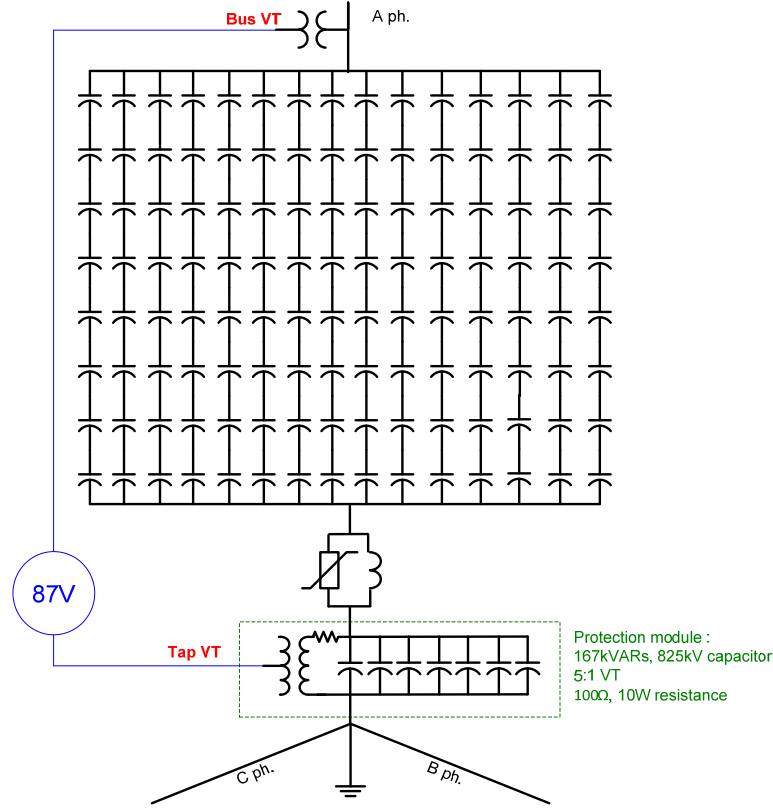 Bus VT
A ph.
87V
Tap VT
Protection module :
167kVARs, 825kV capacitor
5:1 VT
100Ω, 10W resistance
C ph.
B ph.